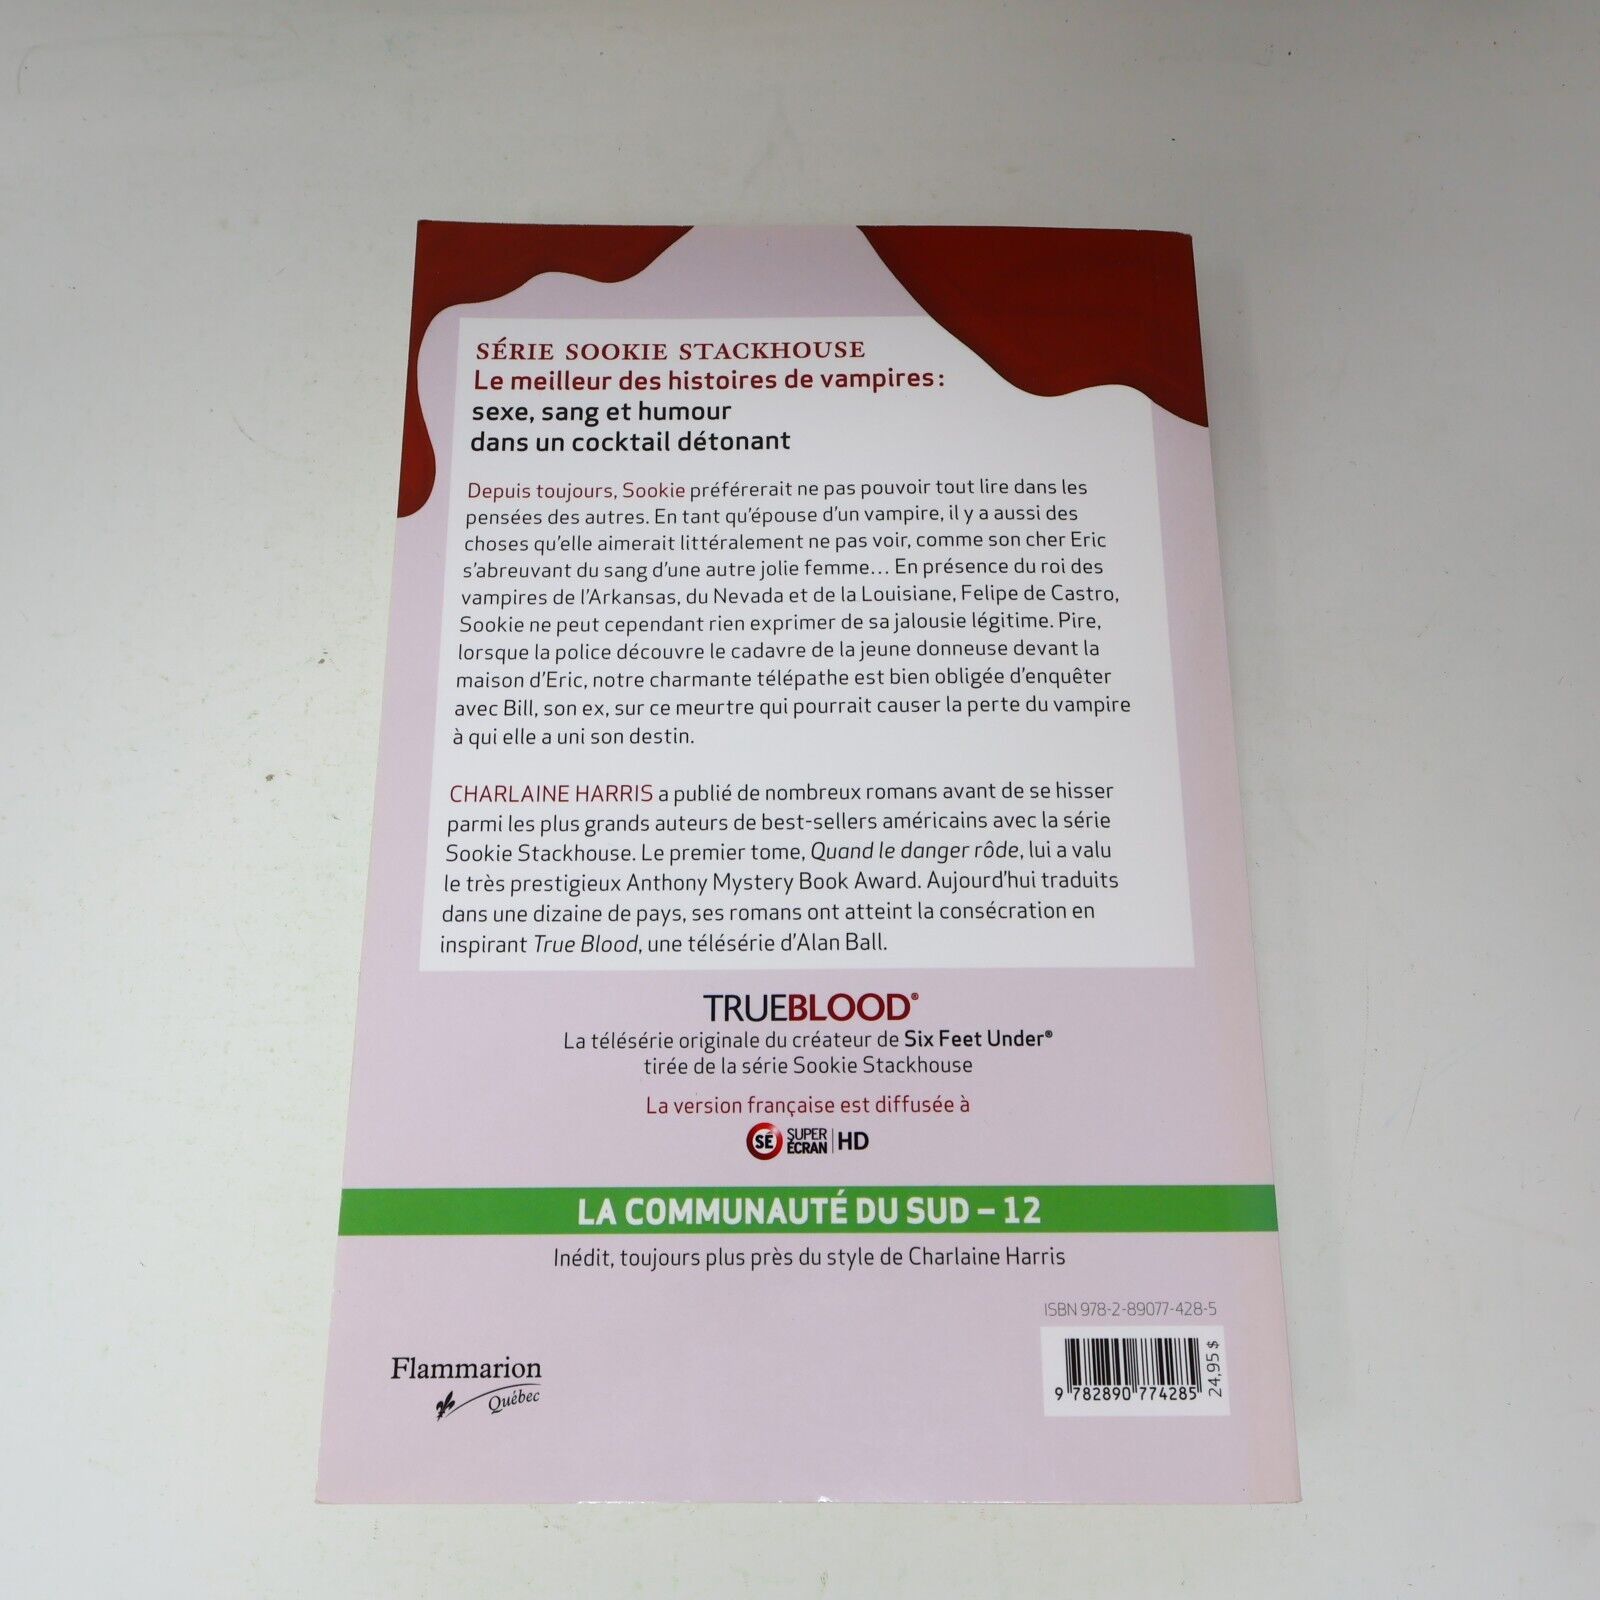 SÉRIE SOOKIE STACKHOUSE
Le meilleur des histoires de vampires :
sexe, sang et humour
dans un cocktail détonant
Depuis toujours, Sookie préférerait ne pas pouvoir tout lire dans les
pensées des autres. En tant qu'épouse d'un vampire, il y a aussi des
choses qu'elle aimerait littéralement ne pas voir, comme son cher Eric
s'abreuvant du sang d'une autre jolie femme… En présence du roi des
vampires de l'Arkansas, du Nevada et de la Louisiane, Felipe de Castro,
Sookie ne peut cependant rien exprimer de sa jalousie légitime. Pire,
lorsque la police découvre le cadavre de la jeune donneuse devant la
maison d'Eric, notre charmante télépathe est bien obligée d'enquêter
avec Bill, son ex, sur ce meurtre qui pourrait causer la perte du vampire
à qui elle a uni son destin.
CHARLAINE HARRIS a publié de nombreux romans avant de se hisser
parmi les plus grands auteurs de best-sellers américains avec la série
Sookie Stackhouse. Le premier tome, Quand le danger rôde, lui a valu
le très prestigieux Anthony Mystery Book Award. Aujourd'hui traduits
dans une dizaine de pays, ses romans ont atteint la consécration en
inspirant True Blood, une télésérie d'Alan Ball.
TRUEBLOOD®
La télésérie originale du créateur de Six Feet Under®
tirée de la série Sookie Stackhouse
La version française est diffusée à
SÉ SUPER ÉCRAN HD
LA COMMUNAUTÉ DU SUD – 12
Inédit, toujours plus près du style de Charlaine Harris
ISBN 978-2-89077-428-5
9 782890 774285
24,95 $
Flammarion
Québec